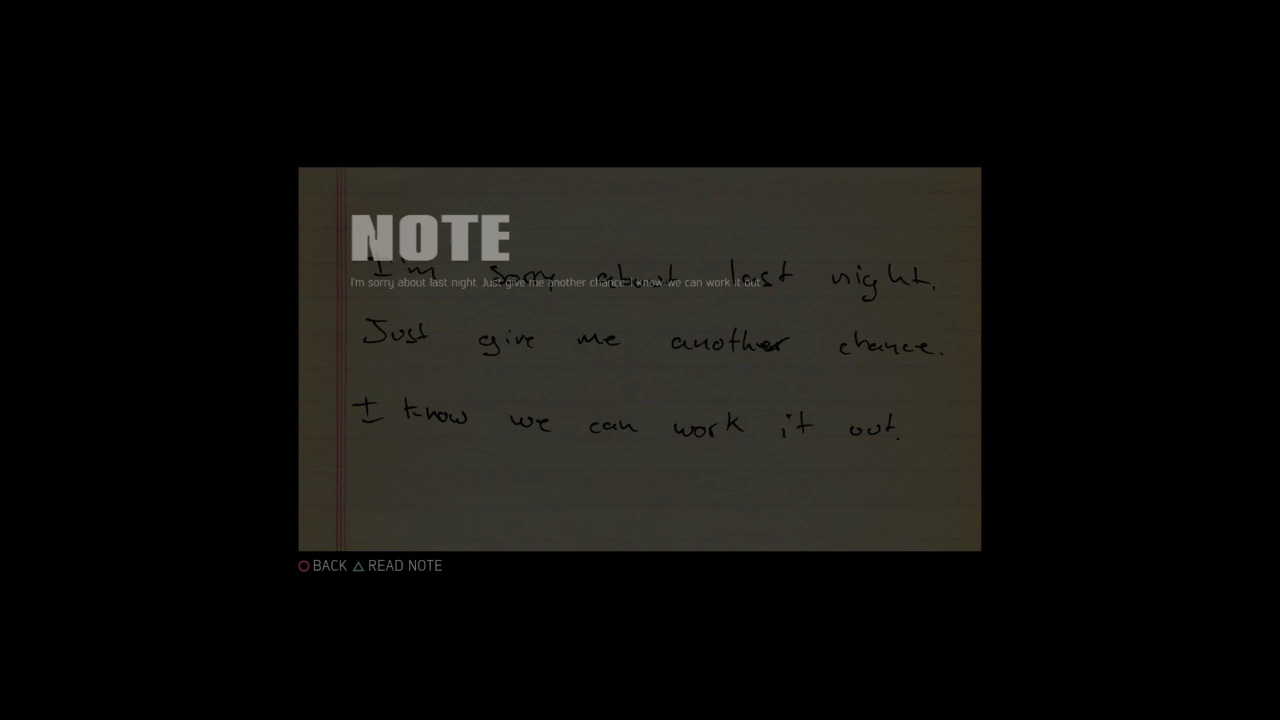 NOTE
I'm sorry about last night. Just give me another chance. I know we can work it out.
I'm sorry about last night.
Just give me another chance.
I know we can work it out.
BACK READ NOTE